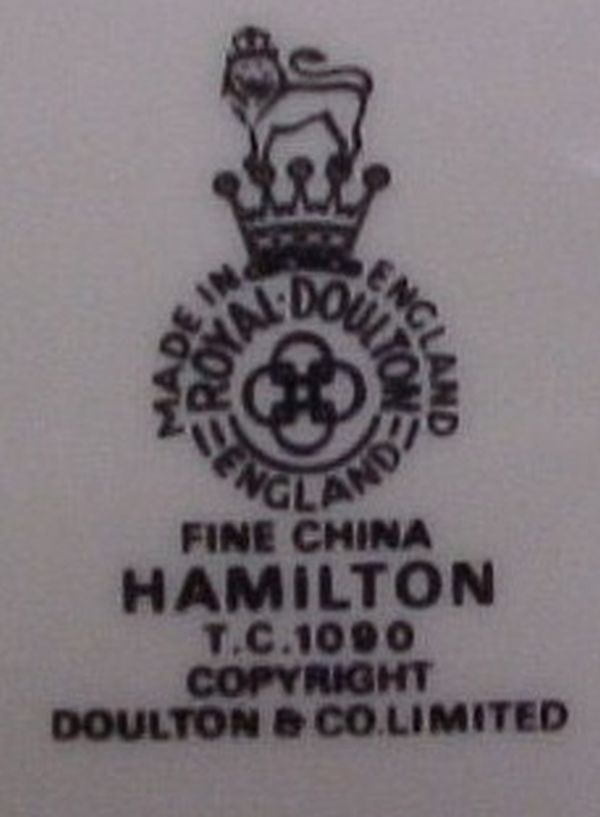 MADE IN ENGLAND
ROYAL·DOULTON
ENGLAND
FINE CHINA
HAMILTON
T.C.1090
COPYRIGHT
DOULTON & CO.LIMITED